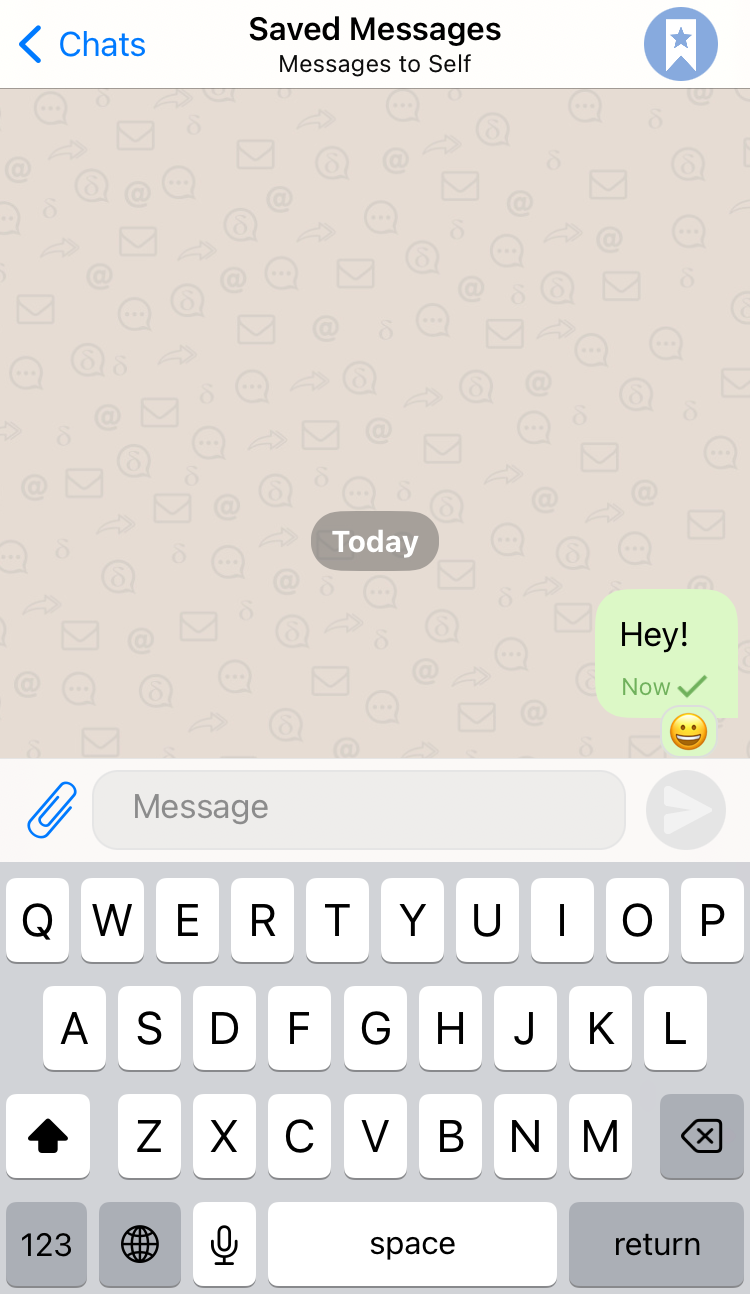 Chats
Saved Messages
Messages to Self
Today
Hey!
Now
Message
Q W E R T Y U I O P
A S D F G H J K L
Z X C V B N M
123 space return